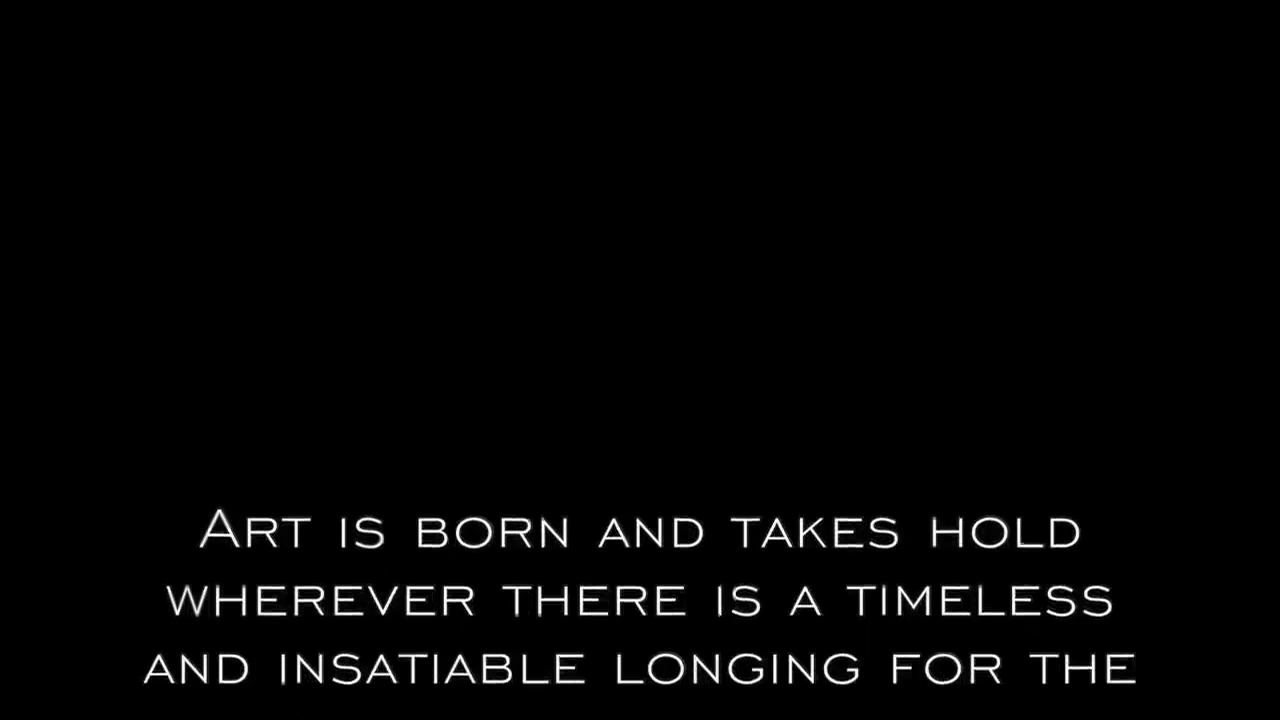 Art is born and takes hold
wherever there is a timeless
and insatiable longing for the